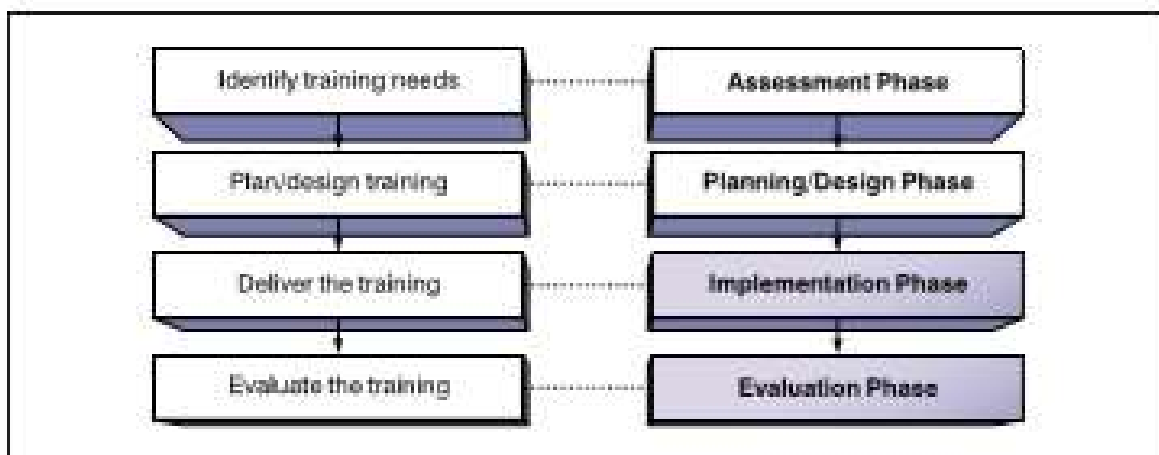 Identify training needs
Assessment Phase
Plan/design training
Planning/Design Phase
Deliver the training
Implementation Phase
Evaluate the training
Evaluation Phase